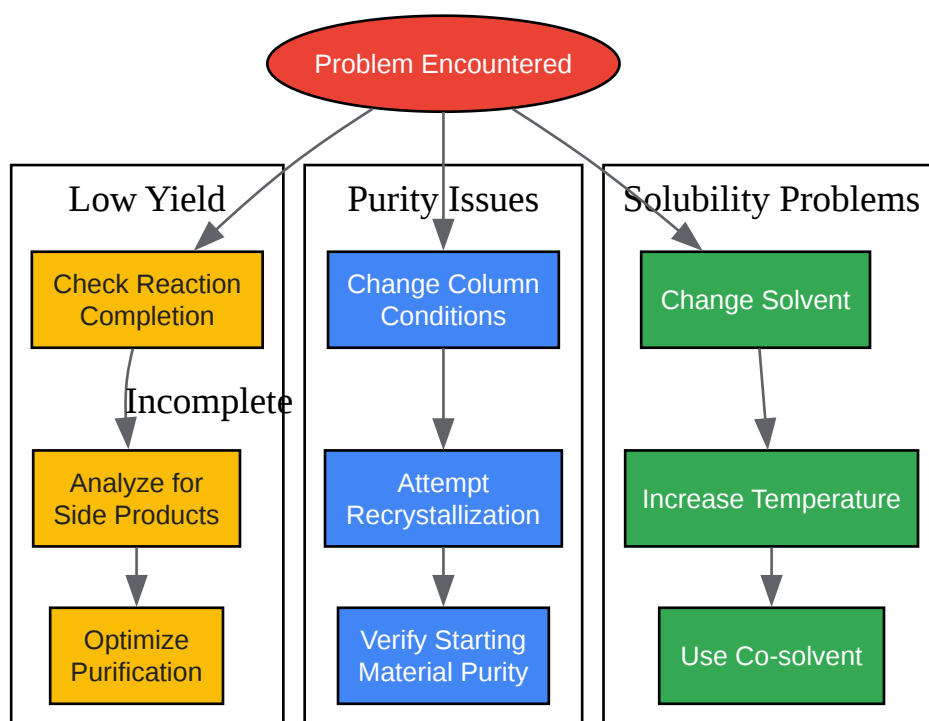 Problem Encountered
Low Yield
Check Reaction
Completion
Incomplete
Analyze for
Side Products
Optimize
Purification
Purity Issues
Change Column
Conditions
Attempt
Recrystallization
Verify Starting
Material Purity
Solubility Problems
Change Solvent
Increase Temperature
Use Co-solvent